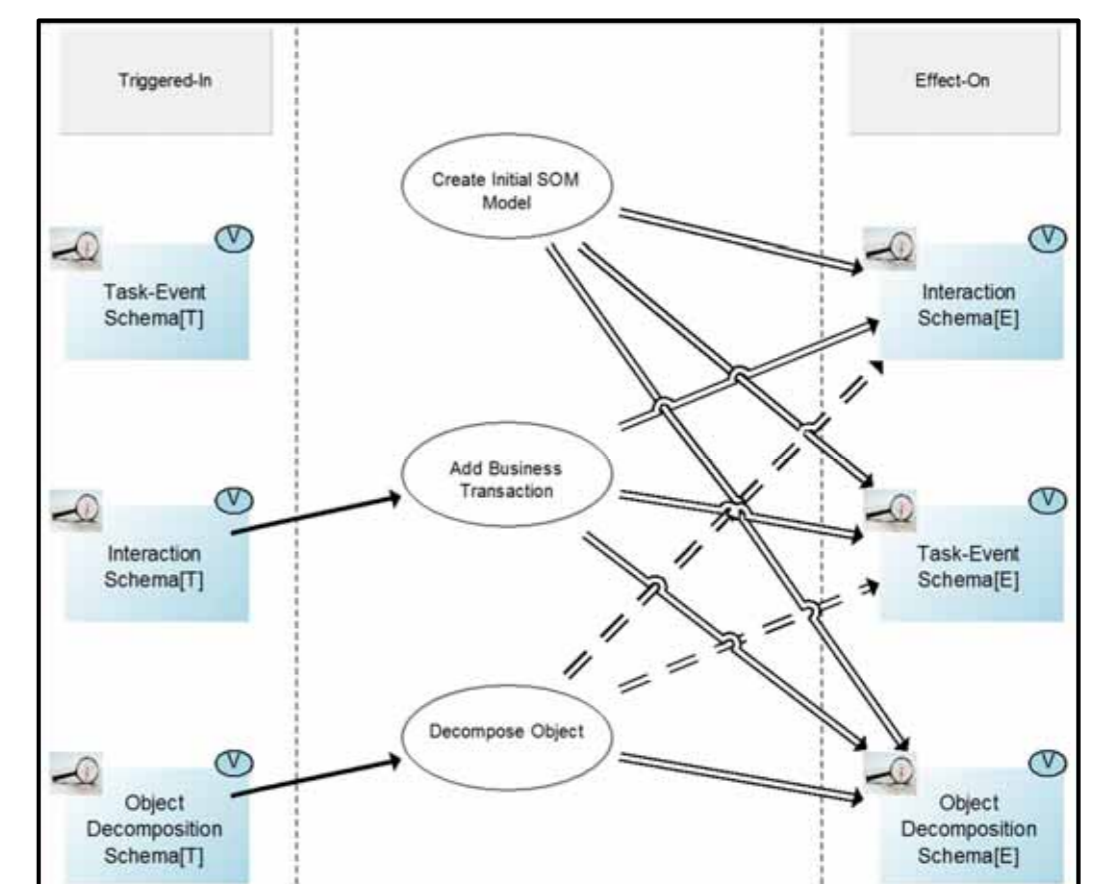 Triggered-In
Effect-On
Create Initial SOM
Model
V
Task-Event
Schema[T]
V
Interaction
Schema[E]
Add Business
Transaction
V
Interaction
Schema[T]
V
Task-Event
Schema[E]
Decompose Object
V
Object
Decomposition
Schema[T]
V
Object
Decomposition
Schema[E]